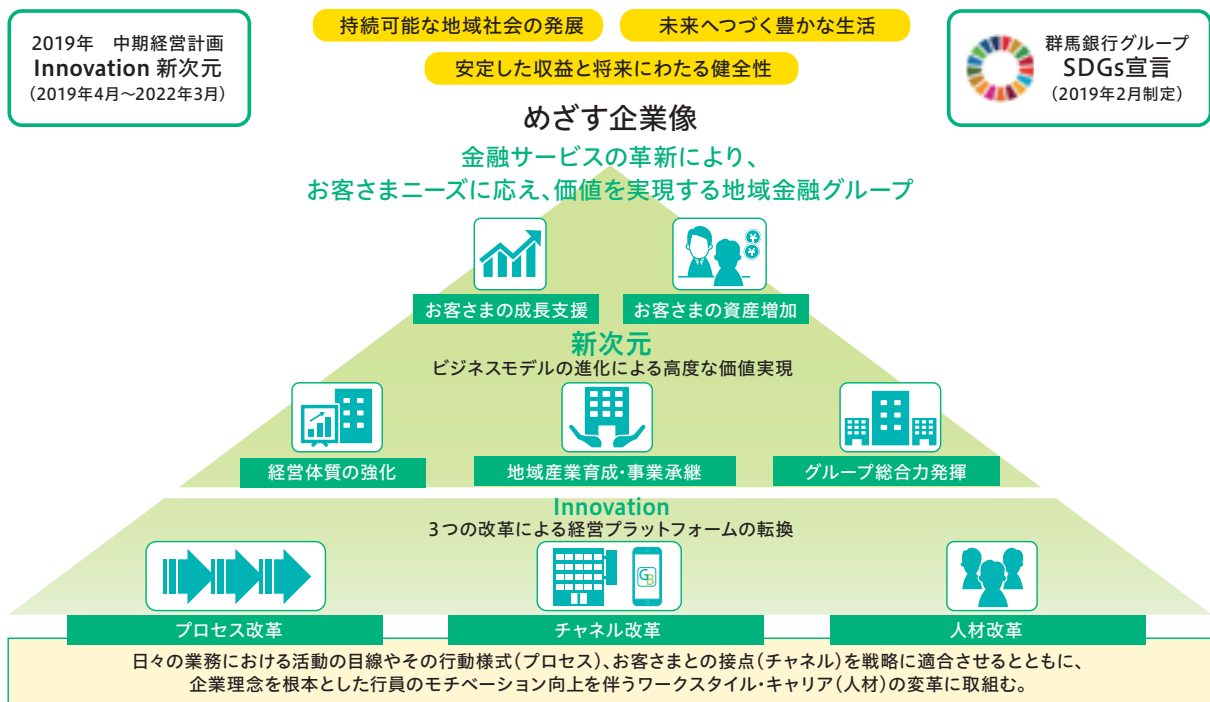 2019年 中期経営計画
Innovation 新次元
(2019年4月～2022年3月)
持続可能な地域社会の発展
未来へつづく豊かな生活
安定した収益と将来にわたる健全性
群馬銀行グループ
SDGs宣言
(2019年2月制定)
めざす企業像
金融サービスの革新により、
お客さまニーズに応え、価値を実現する地域金融グループ
お客さまの成長支援
お客さまの資産増加
新次元
ビジネスモデルの進化による高度な価値実現
経営体質の強化
地域産業育成・事業承継
グループ総合力発揮
Innovation
3つの改革による経営プラットフォームの転換
GB
プロセス改革
チャネル改革
人材改革
日々の業務における活動の目線やその行動様式(プロセス)、お客さまとの接点(チャネル)を戦略に適合させるとともに、
企業理念を根本とした行員のモチベーション向上を伴うワークスタイル・キャリア(人材)の変革に取組む。